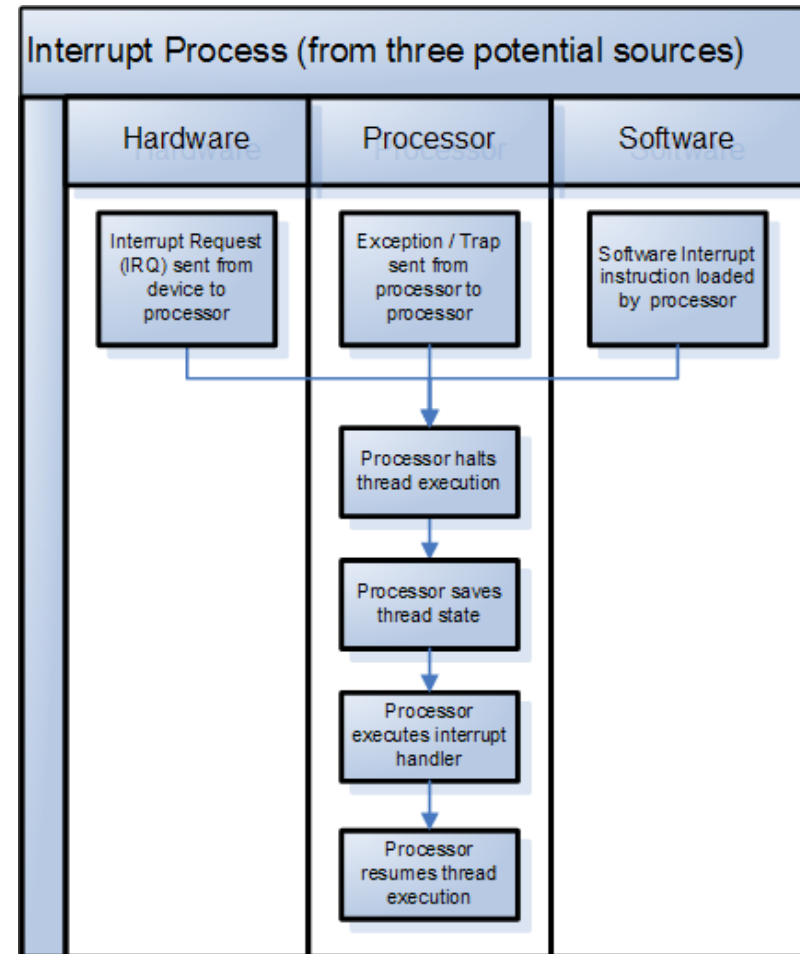 Interrupt Process (from three potential sources)
Hardware
Processor
Software
Interrupt Request
(IRQ) sent from
device to
processor
Exception / Trap
sent from
processor to
processor
Software Interrupt
instruction loaded
by processor
Processor halts
thread execution
Processor saves
thread state
Processor
executes interrupt
handler
Processor
resumes thread
execution